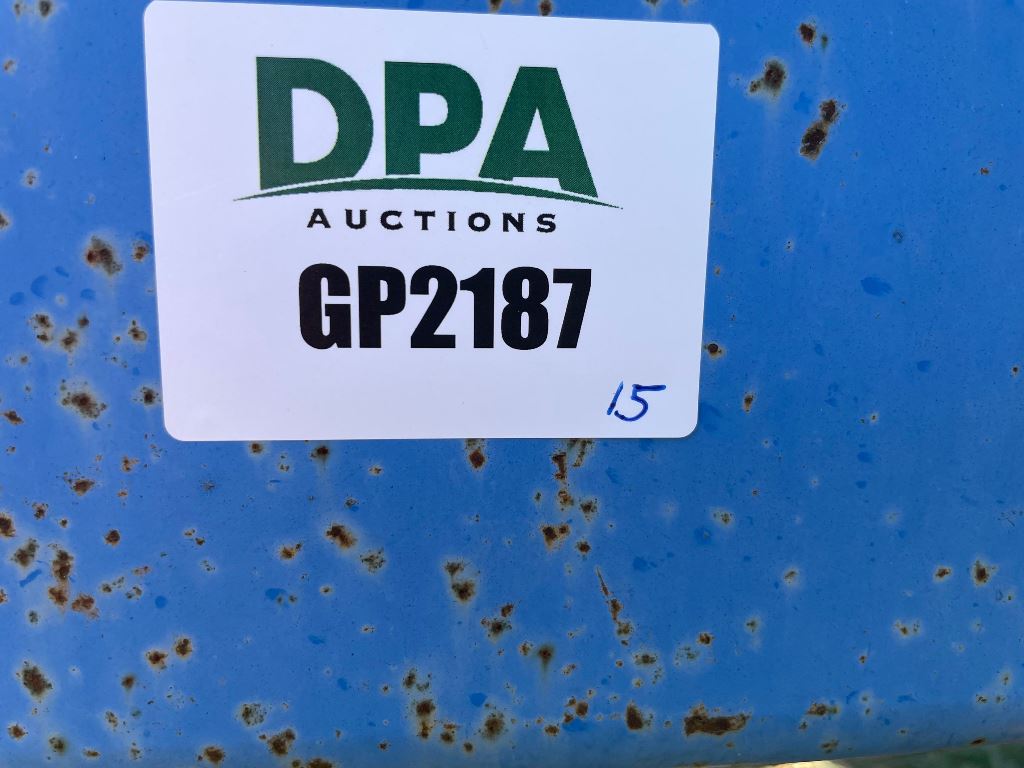 DPA
AUCTIONS
GP2187
15